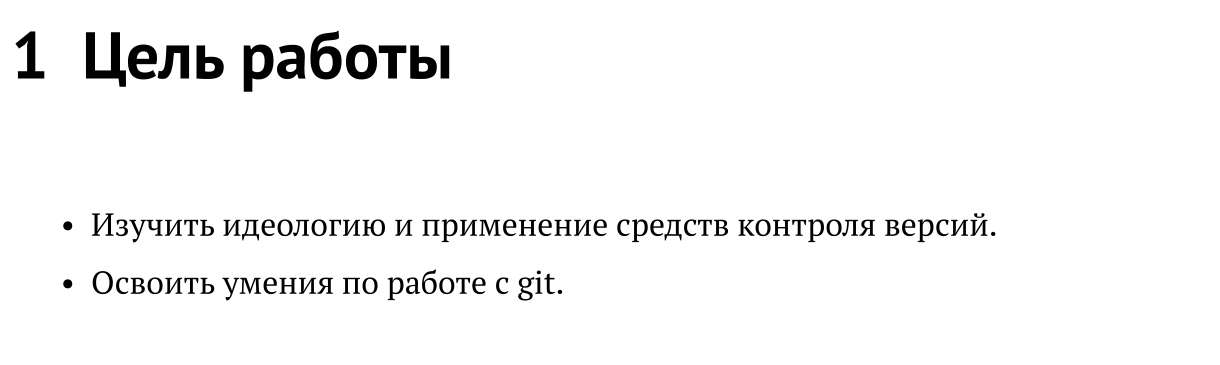 1 Цель работы
• Изучить идеологию и применение средств контроля версий.
• Освоить умения по работе с git.